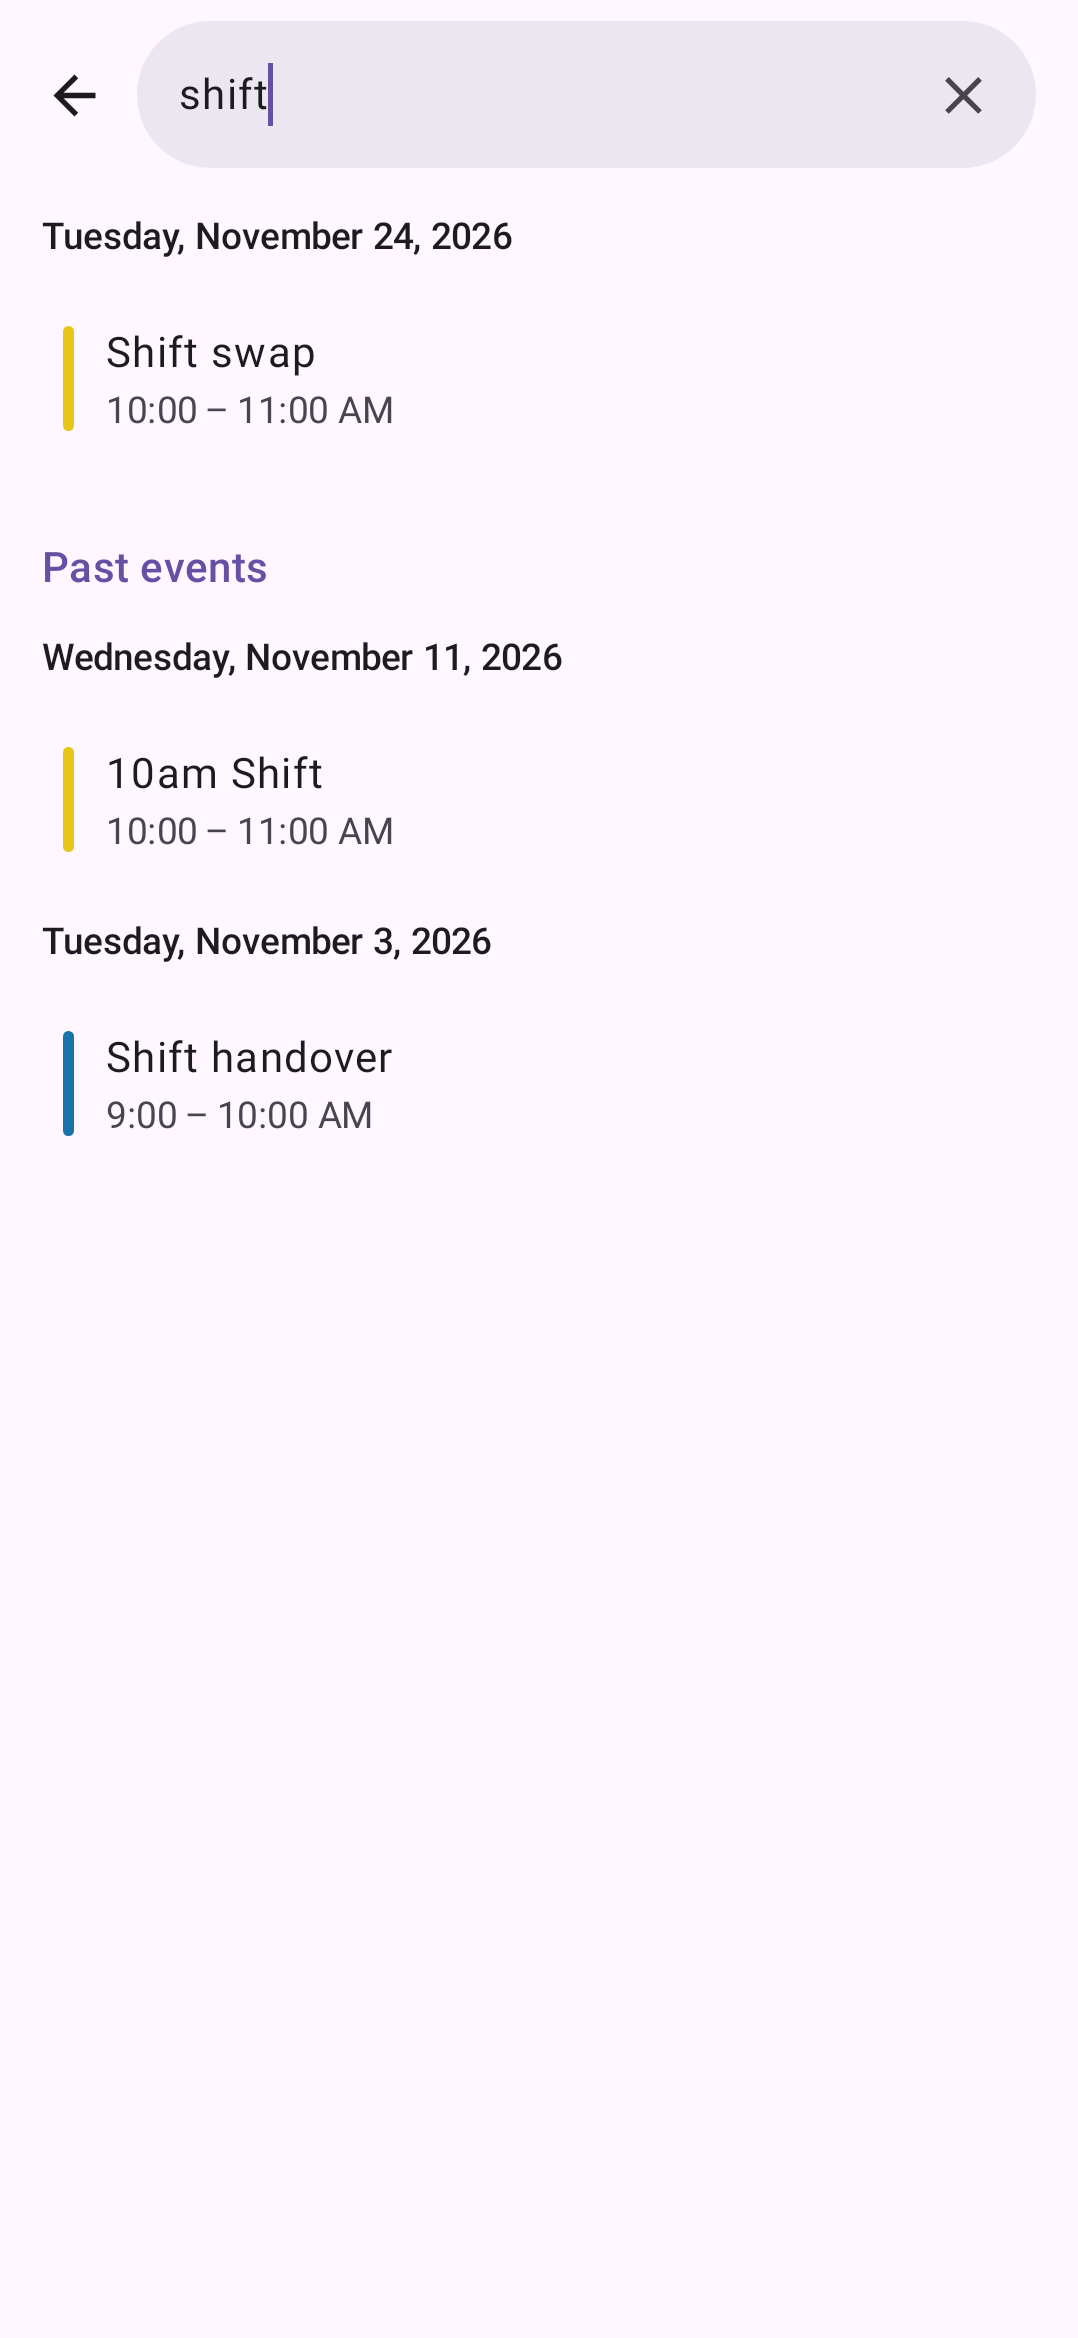 shift
Tuesday, November 24, 2026
Shift swap
10:00 – 11:00 AM
Past events
Wednesday, November 11, 2026
10am Shift
10:00 – 11:00 AM
Tuesday, November 3, 2026
Shift handover
9:00 – 10:00 AM